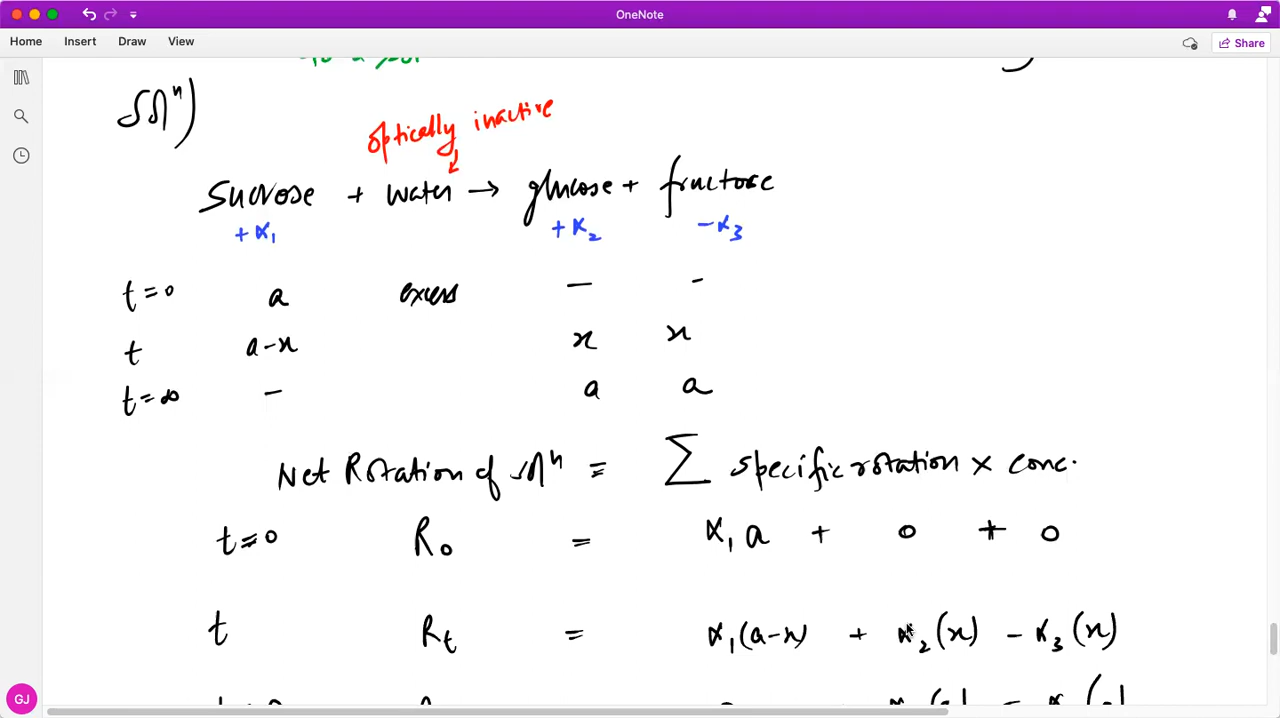 OneNote
Home Insert Draw View Share
optically inactive
Sucrose + water → glucose + fructose
+α₁ +α₂ -α₃
t=0 a excess — -
t a-x x x
t=∞ - a a
Net Rotation of solⁿ = Σ specific rotation × conc.
t=0 R₀ = α₁a + 0 + 0
t Rt = α₁(a-x) + α₂(x) - α₃(x)
GJ